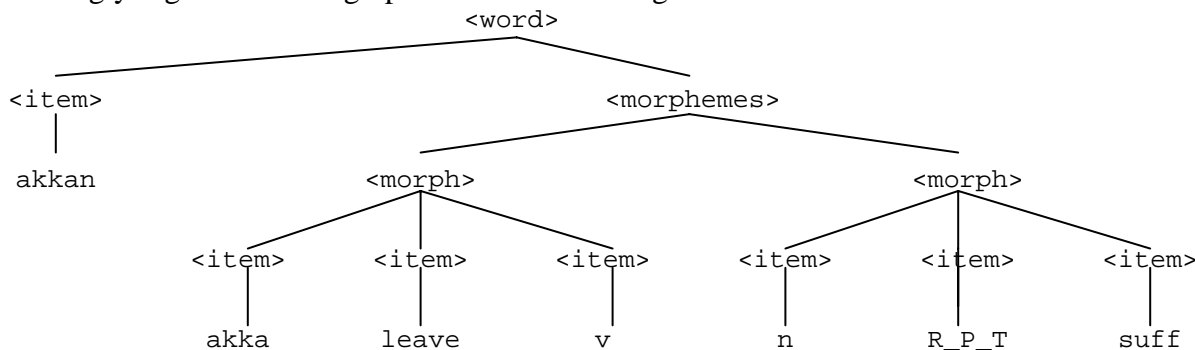 <word>
<item> <morphemes>
akkan <morph> <morph>
<item> <item> <item> <item> <item> <item>
akka leave v n R_P_T suff